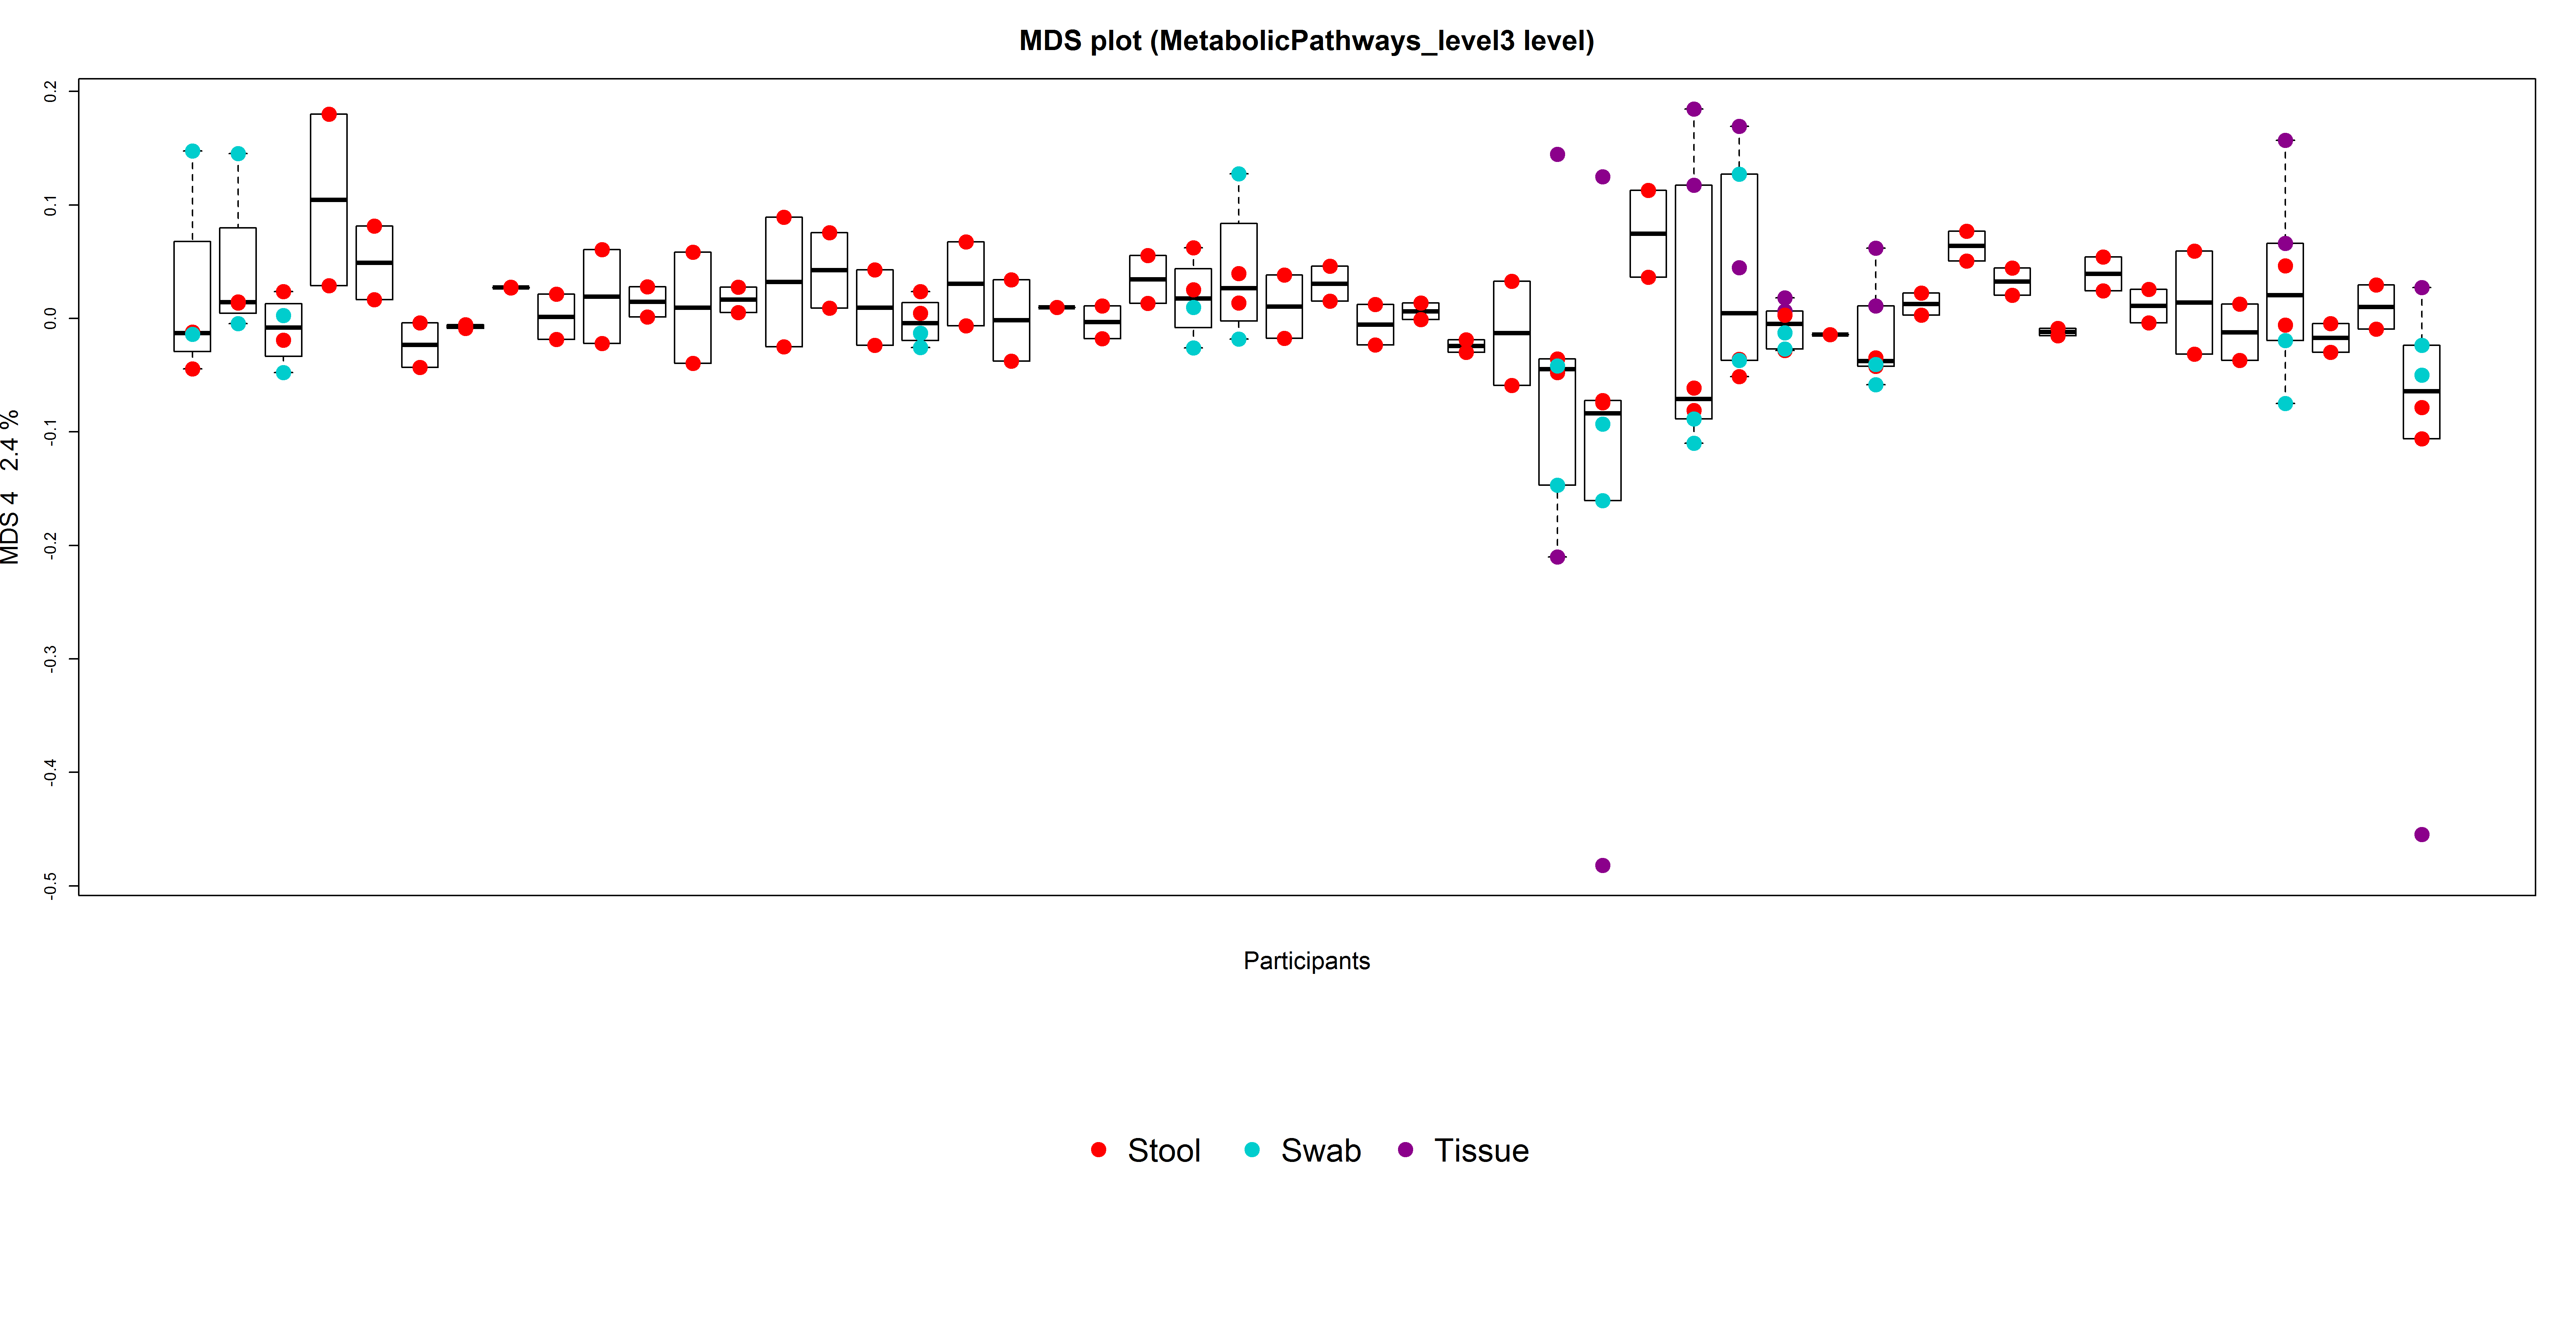 MDS plot (MetabolicPathways_level3 level)
0.2
0.1
0.0
-0.1
-0.2
-0.3
-0.4
-0.5
MDS 4 2.4 %
Participants
Stool Swab Tissue